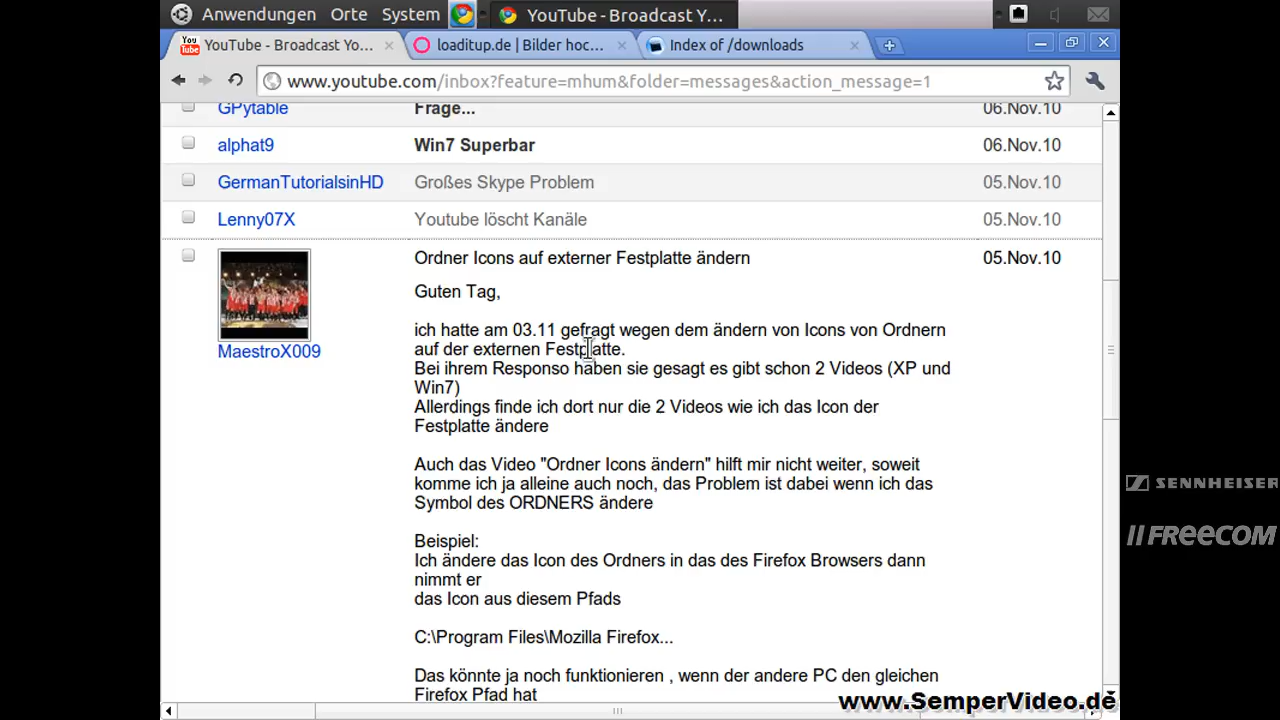 Anwendungen Orte System YouTube - Broadcast Y...
YouTube - Broadcast Yo... loaditup.de | Bilder hoc... Index of /downloads
www.youtube.com/inbox?feature=mhum&folder=messages&action_message=1
GPytable Frage... 06.Nov.10
alphat9 Win7 Superbar 06.Nov.10
GermanTutorialsinHD Großes Skype Problem 05.Nov.10
Lenny07X Youtube löscht Kanäle 05.Nov.10
Ordner Icons auf externer Festplatte ändern 05.Nov.10
MaestroX009
Guten Tag,
ich hatte am 03.11 gefragt wegen dem ändern von Icons von Ordnern
auf der externen Festplatte.
Bei ihrem Responso haben sie gesagt es gibt schon 2 Videos (XP und
Win7)
Allerdings finde ich dort nur die 2 Videos wie ich das Icon der
Festplatte ändere
Auch das Video "Ordner Icons ändern" hilft mir nicht weiter, soweit
komme ich ja alleine auch noch, das Problem ist dabei wenn ich das
Symbol des ORDNERS ändere
Beispiel:
Ich ändere das Icon des Ordners in das des Firefox Browsers dann
nimmt er
das Icon aus diesem Pfads
C:\Program Files\Mozilla Firefox...
Das könnte ja noch funktionieren , wenn der andere PC den gleichen
Firefox Pfad hat
SENNHEISER
FREECOM
www.SemperVideo.de